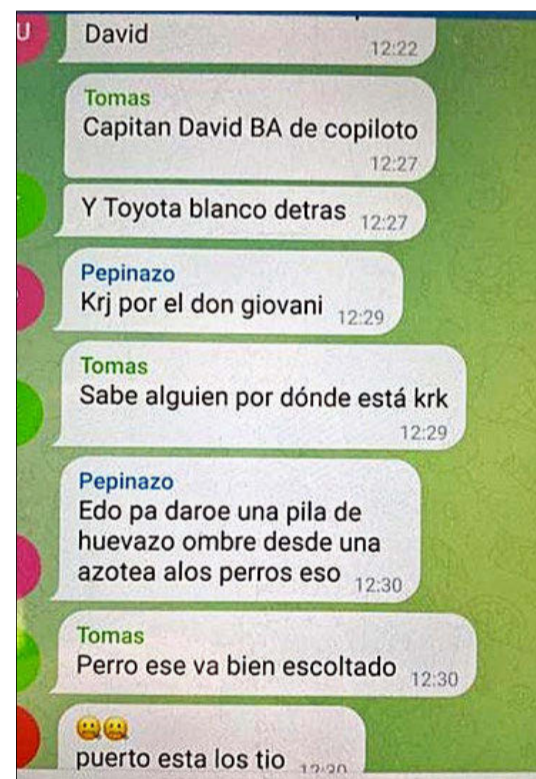 U
David
12:22
Tomas
Capitan David BA de copiloto
12:27
Y Toyota blanco detras 12:27
Pepinazo
Krj por el don giovani 12:29
Tomas
Sabe alguien por dónde está krk
12:29
Pepinazo
Edo pa daroe una pila de
huevazo ombre desde una
azotea alos perros eso 12:30
Tomas
Perro ese va bien escoltado 12:30
🤐🤐
puerto esta los tio